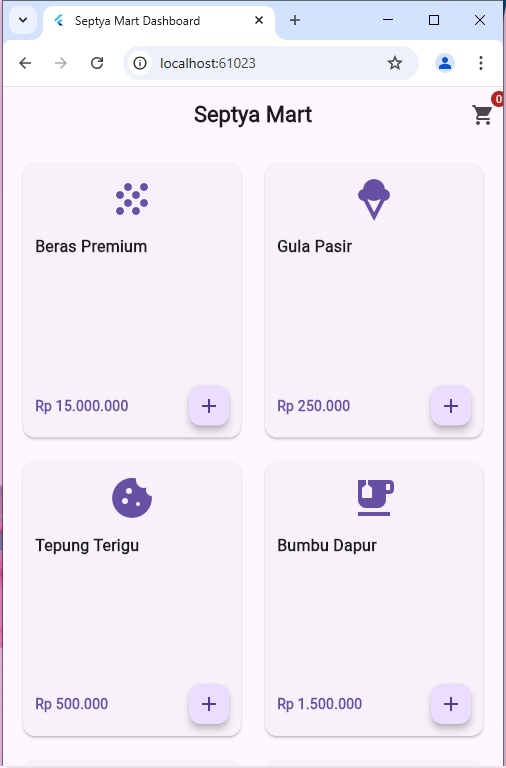 Septya Mart Dashboard
localhost:61023
Septya Mart
0
Beras Premium
Gula Pasir
Rp 15.000.000
Rp 250.000
Tepung Terigu
Bumbu Dapur
Rp 500.000
Rp 1.500.000